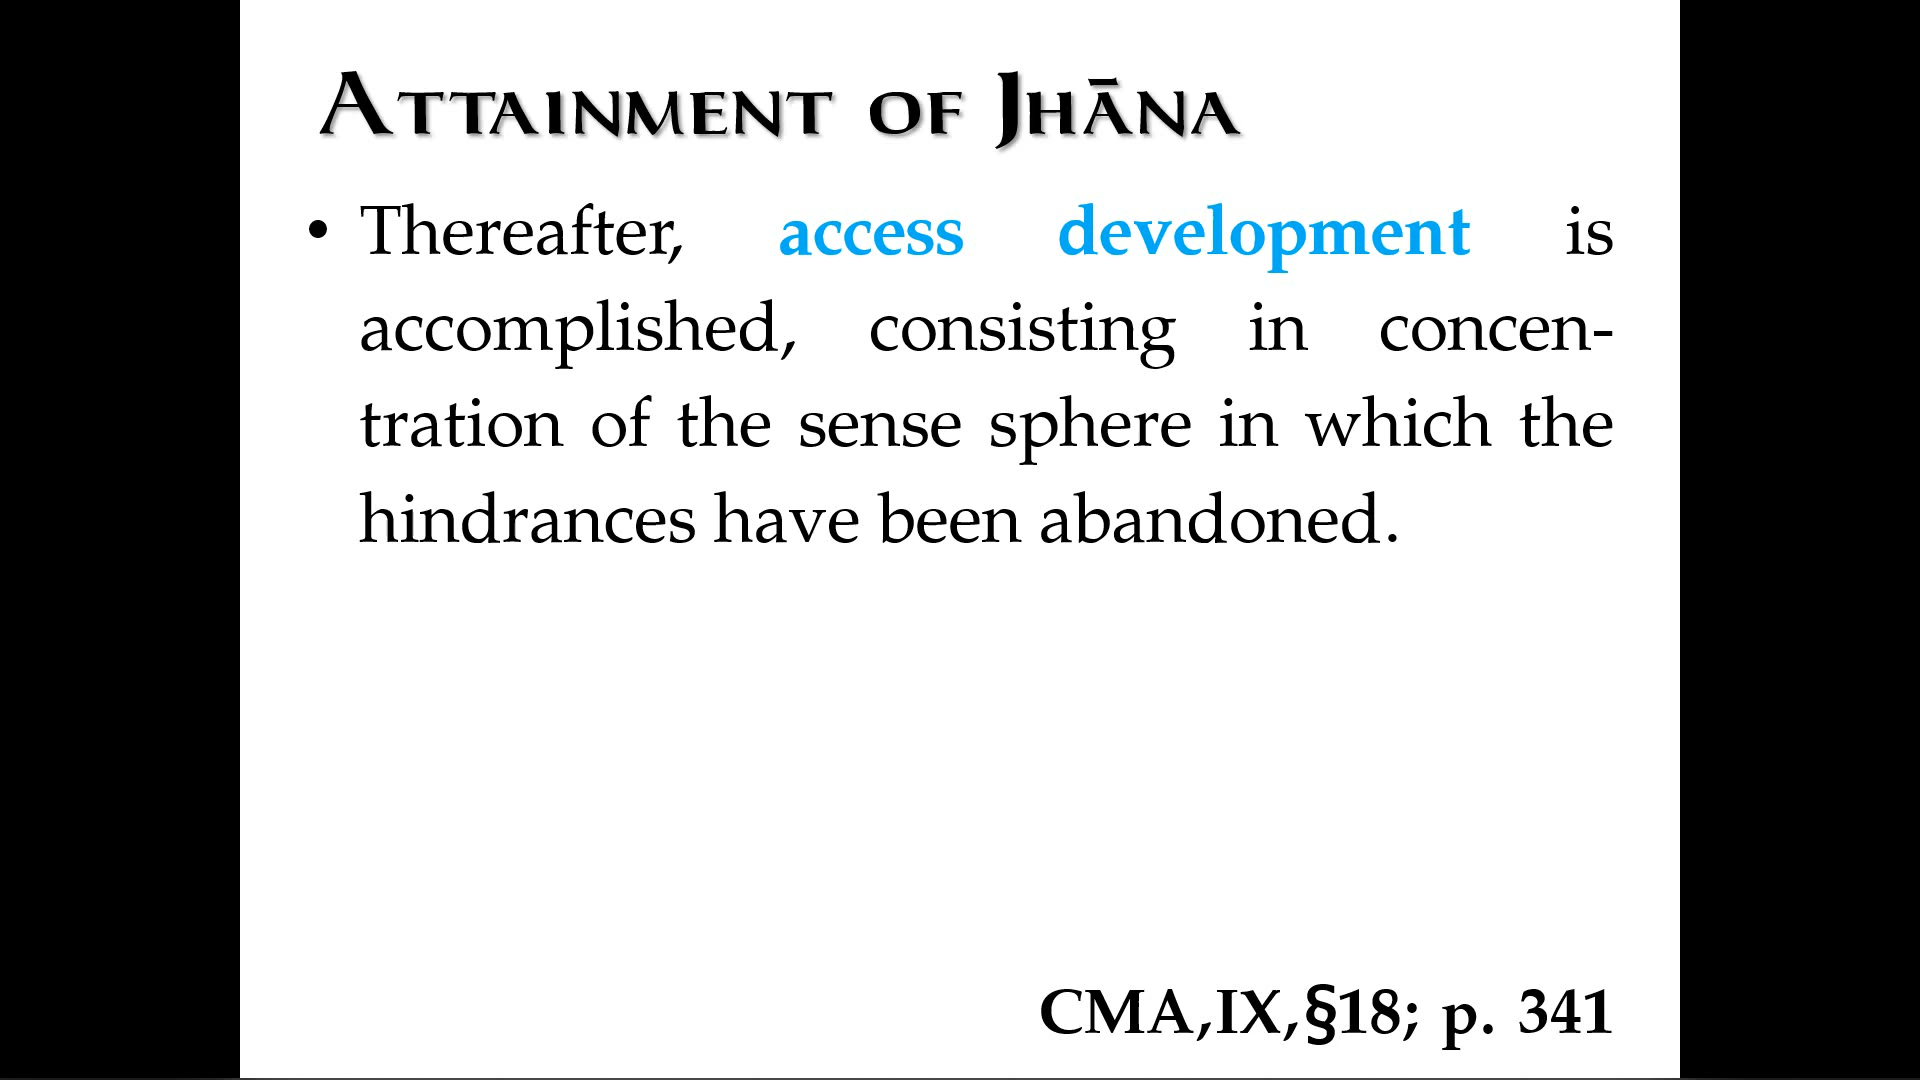 Attainment of Jhāna
• Thereafter, access development is
accomplished, consisting in concen-
tration of the sense sphere in which the
hindrances have been abandoned.
CMA,IX,§18; p. 341